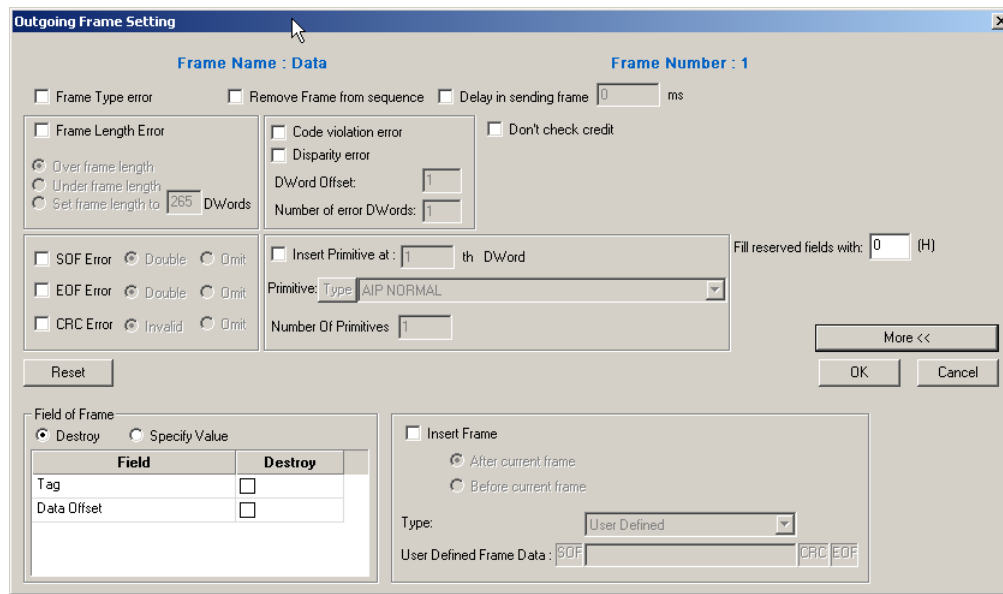 Outgoing Frame Setting
Frame Name : Data
Frame Number : 1
Frame Type error
Remove Frame from sequence
Delay in sending frame
0
ms
Frame Length Error
Over frame length
Under frame length
Set frame length to
265
DWords
Code violation error
Disparity error
DWord Offset:
1
Number of error DWords:
1
Don't check credit
SOF Error
Double
Omit
EOF Error
Double
Omit
CRC Error
Invalid
Omit
Insert Primitive at :
1
th DWord
Primitive:
Type
AIP NORMAL
Number Of Primitives
1
Fill reserved fields with:
0
(H)
More <<
Reset
OK
Cancel
Field of Frame
Destroy
Specify Value
Field
Destroy
Tag
Data Offset
Insert Frame
After current frame
Before current frame
Type:
User Defined
User Defined Frame Data :
SOF
CRC
EOF